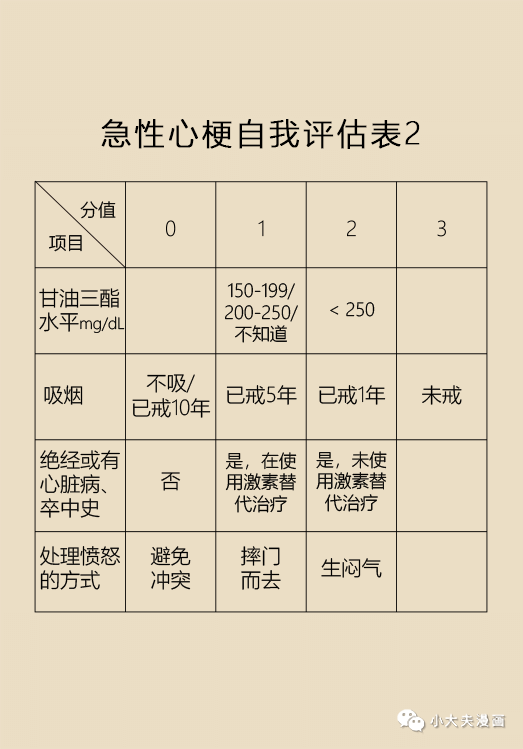 急性心梗自我评估表2
分值
项目
0
1
2
3
甘油三酯
水平mg/dL
150-199/
200-250/
不知道
< 250
吸烟
不吸/
已戒10年
已戒5年
已戒1年
未戒
绝经或有
心脏病、
卒中史
否
是，在使
用激素替
代治疗
是，未使
用激素替
代治疗
处理愤怒
的方式
避免
冲突
摔门
而去
生闷气
小大夫漫画